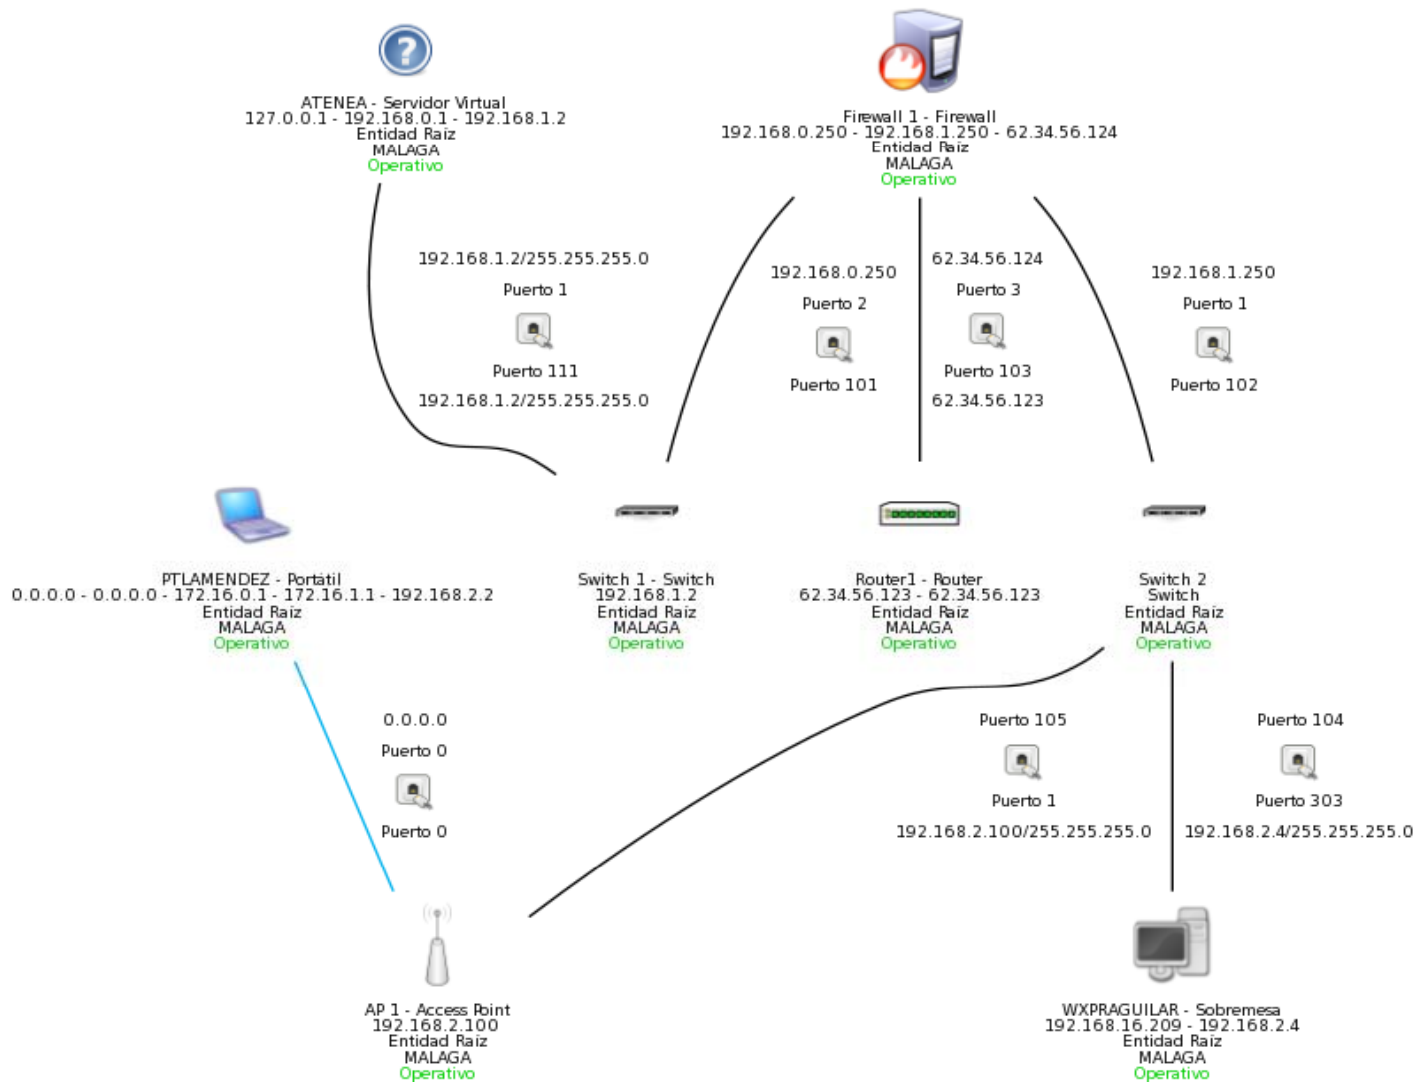 ATENEA - Servidor Virtual
127.0.0.1 - 192.168.0.1 - 192.168.1.2
Entidad Raíz
MALAGA
Operativo
Firewall 1 - Firewall
192.168.0.250 - 192.168.1.250 - 62.34.56.124
Entidad Raíz
MALAGA
Operativo
192.168.1.2/255.255.255.0
Puerto 1
Puerto 111
192.168.1.2/255.255.255.0
192.168.0.250
Puerto 2
Puerto 101
62.34.56.124
Puerto 3
Puerto 103
62.34.56.123
192.168.1.250
Puerto 1
Puerto 102
PTLAMENDEZ - Portátil
0.0.0.0 - 0.0.0.0 - 172.16.0.1 - 172.16.1.1 - 192.168.2.2
Entidad Raíz
MALAGA
Operativo
Switch 1 - Switch
192.168.1.2
Entidad Raíz
MALAGA
Operativo
Router1 - Router
62.34.56.123 - 62.34.56.123
Entidad Raíz
MALAGA
Operativo
Switch 2
Switch
Entidad Raíz
MALAGA
Operativo
0.0.0.0
Puerto 0
Puerto 0
Puerto 105
Puerto 1
192.168.2.100/255.255.255.0
Puerto 104
Puerto 303
192.168.2.4/255.255.255.0
AP 1 - Access Point
192.168.2.100
Entidad Raíz
MALAGA
Operativo
WXPRAGUILAR - Sobremesa
192.168.16.209 - 192.168.2.4
Entidad Raíz
MALAGA
Operativo